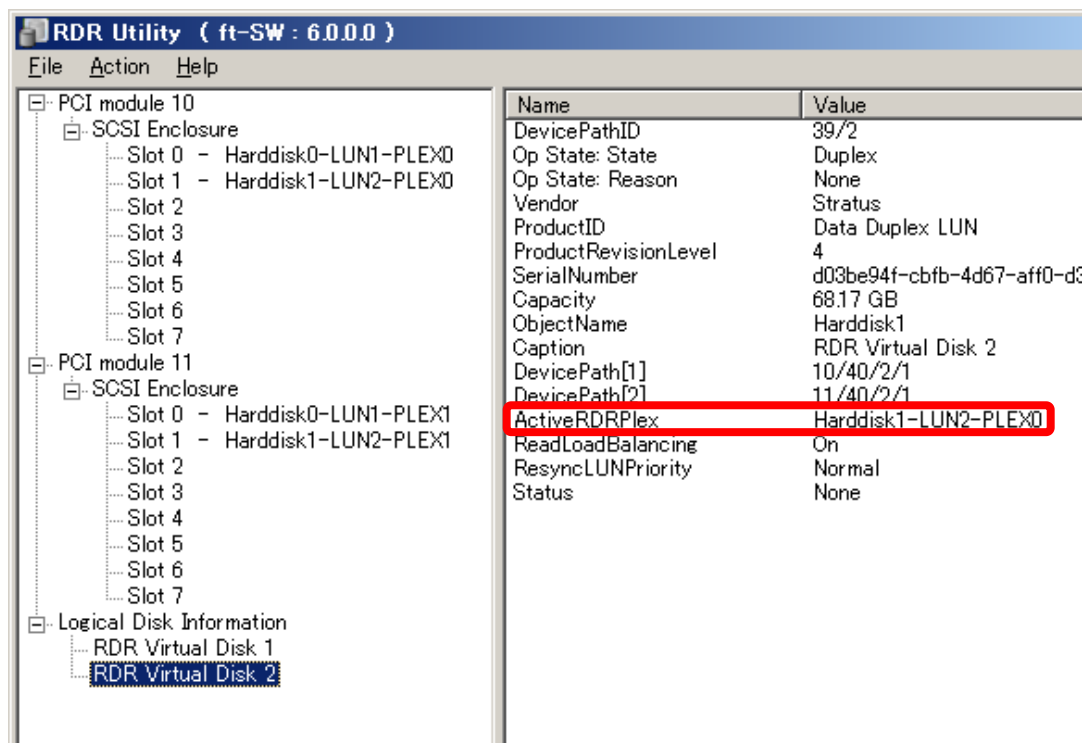 RDR Utility ( ft-SW : 6.0.0.0 )
File Action Help
PCI module 10
SCSI Enclosure
Slot 0 - Harddisk0-LUN1-PLEX0
Slot 1 - Harddisk1-LUN2-PLEX0
Slot 2
Slot 3
Slot 4
Slot 5
Slot 6
Slot 7
PCI module 11
SCSI Enclosure
Slot 0 - Harddisk0-LUN1-PLEX1
Slot 1 - Harddisk1-LUN2-PLEX1
Slot 2
Slot 3
Slot 4
Slot 5
Slot 6
Slot 7
Logical Disk Information
RDR Virtual Disk 1
RDR Virtual Disk 2
Name Value
DevicePathID 39/2
Op State: State Duplex
Op State: Reason None
Vendor Stratus
ProductID Data Duplex LUN
ProductRevisionLevel 4
SerialNumber d03be94f-cbfb-4d67-aff0-d3
Capacity 68.17 GB
ObjectName Harddisk1
Caption RDR Virtual Disk 2
DevicePath[1] 10/40/2/1
DevicePath[2] 11/40/2/1
ActiveRDRPlex Harddisk1-LUN2-PLEX0
ReadLoadBalancing On
ResyncLUNPriority Normal
Status None